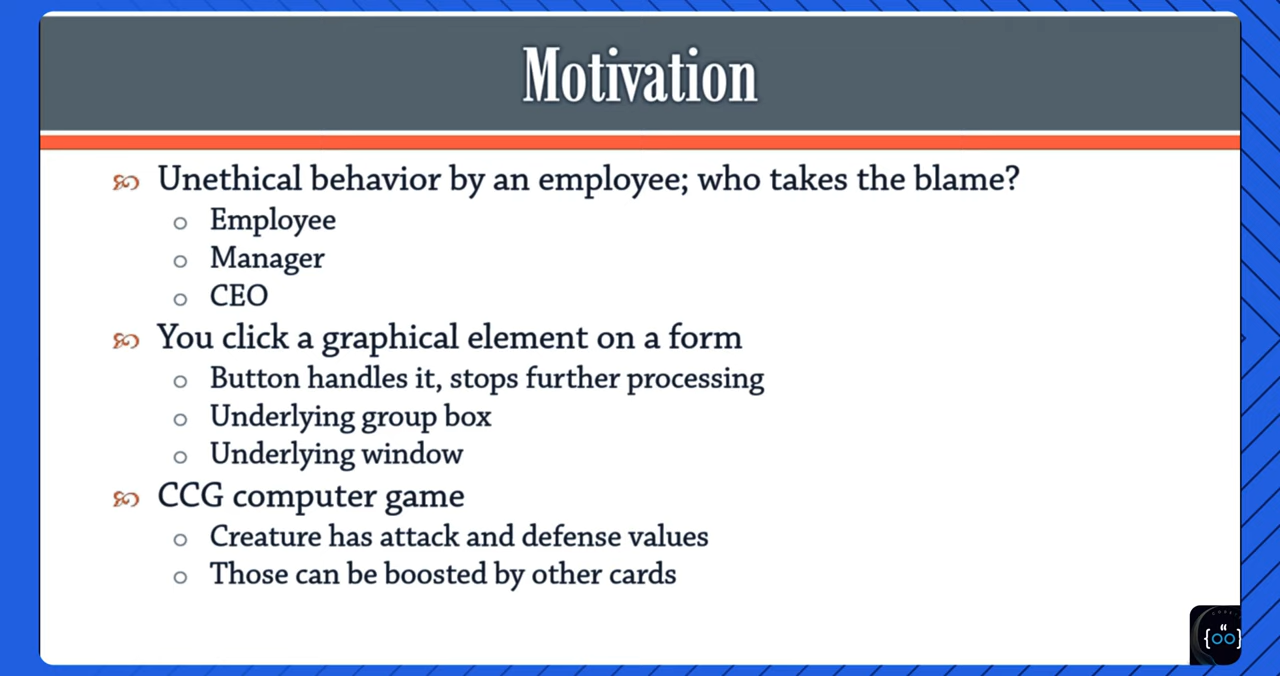 Motivation
Unethical behavior by an employee; who takes the blame?
Employee
Manager
CEO
You click a graphical element on a form
Button handles it, stops further processing
Underlying group box
Underlying window
CCG computer game
Creature has attack and defense values
Those can be boosted by other cards